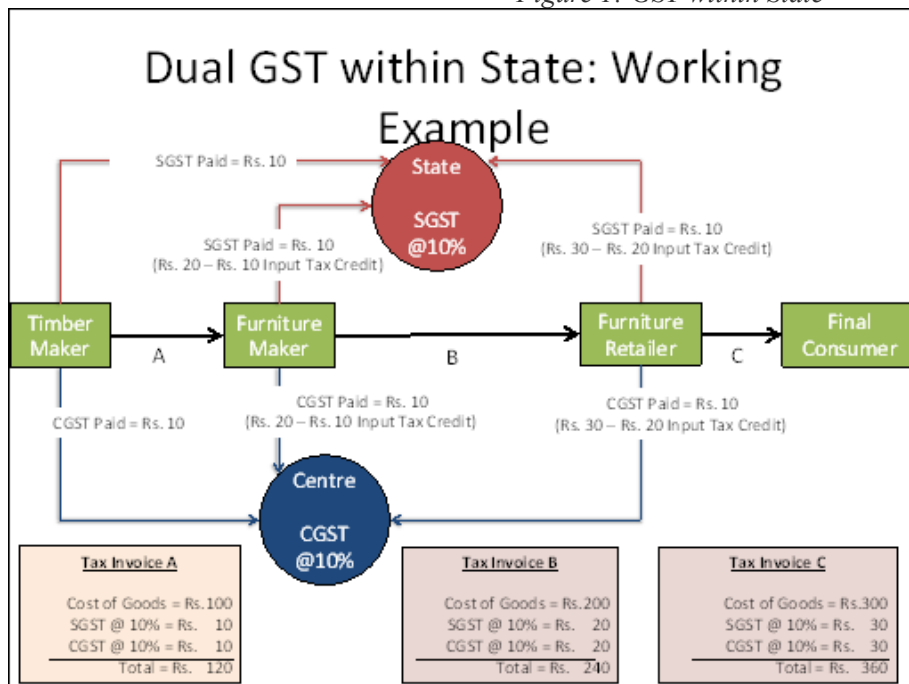 Figure 1: GST within State
Dual GST within State: Working
Example
SGST Paid = Rs. 10
State
SGST
@10%
SGST Paid = Rs. 10
(Rs. 20 – Rs. 10 Input Tax Credit)
SGST Paid = Rs. 10
(Rs. 30 – Rs. 20 Input Tax Credit)
Timber
Maker
A
Furniture
Maker
B
Furniture
Retailer
C
Final
Consumer
CGST Paid = Rs. 10
CGST Paid = Rs. 10
(Rs. 20 – Rs. 10 Input Tax Credit)
CGST Paid = Rs. 10
(Rs. 30 – Rs. 20 Input Tax Credit)
Centre
CGST
@10%
Tax Invoice A
Cost of Goods = Rs.100
SGST @ 10% = Rs. 10
CGST @ 10% = Rs. 10
Total = Rs. 120
Tax Invoice B
Cost of Goods = Rs.200
SGST @ 10% = Rs. 20
CGST @ 10% = Rs. 20
Total = Rs. 240
Tax Invoice C
Cost of Goods = Rs.300
SGST @ 10% = Rs. 30
CGST @ 10% = Rs. 30
Total = Rs. 360